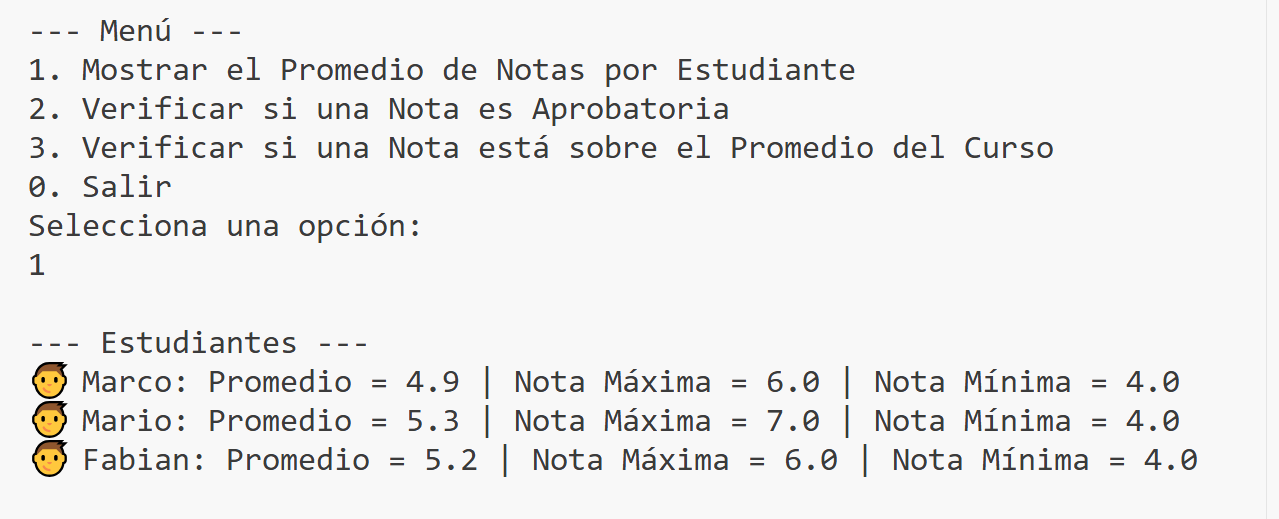 --- Menú ---
1. Mostrar el Promedio de Notas por Estudiante
2. Verificar si una Nota es Aprobatoria
3. Verificar si una Nota está sobre el Promedio del Curso
0. Salir
Selecciona una opción:
1
--- Estudiantes ---
👦 Marco: Promedio = 4.9 | Nota Máxima = 6.0 | Nota Mínima = 4.0
👦 Mario: Promedio = 5.3 | Nota Máxima = 7.0 | Nota Mínima = 4.0
👦 Fabian: Promedio = 5.2 | Nota Máxima = 6.0 | Nota Mínima = 4.0